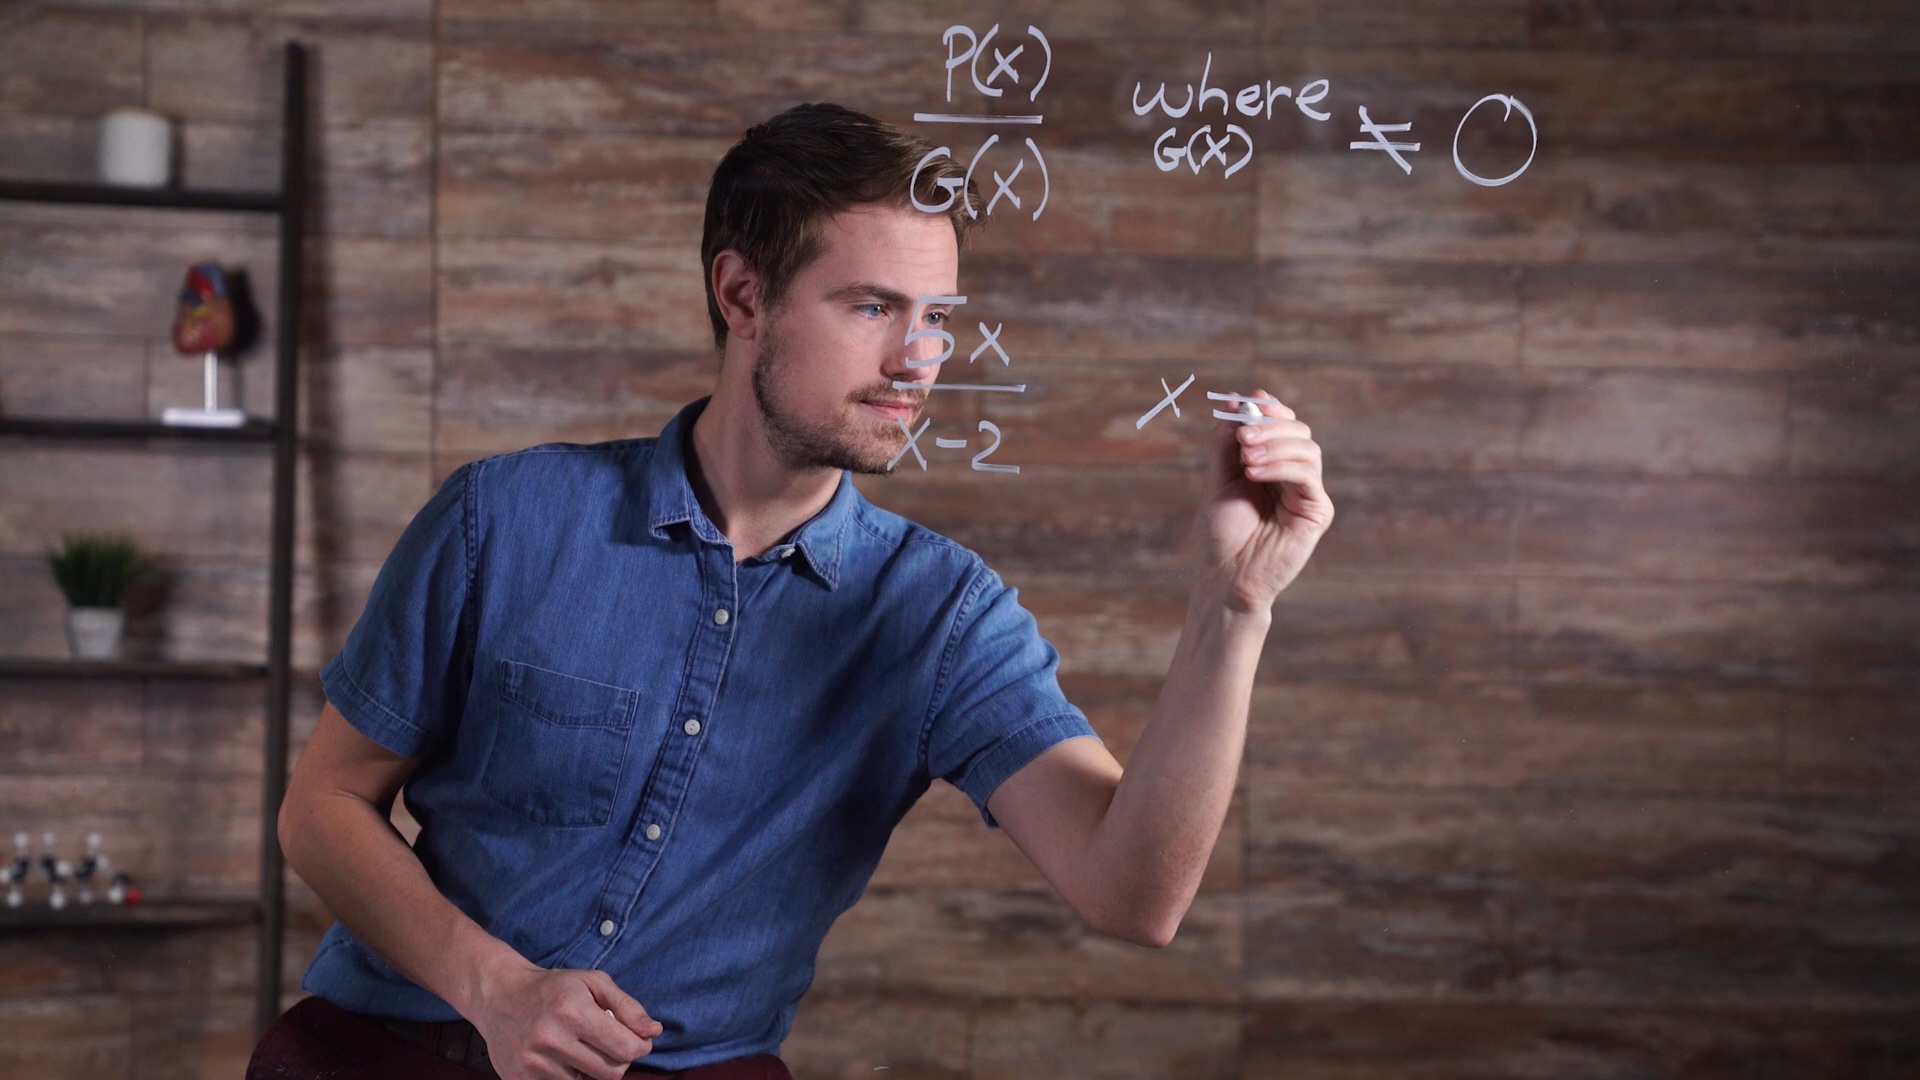 P(x)
G(x)
where
G(x) ≠ 0
5x
x-2
x =